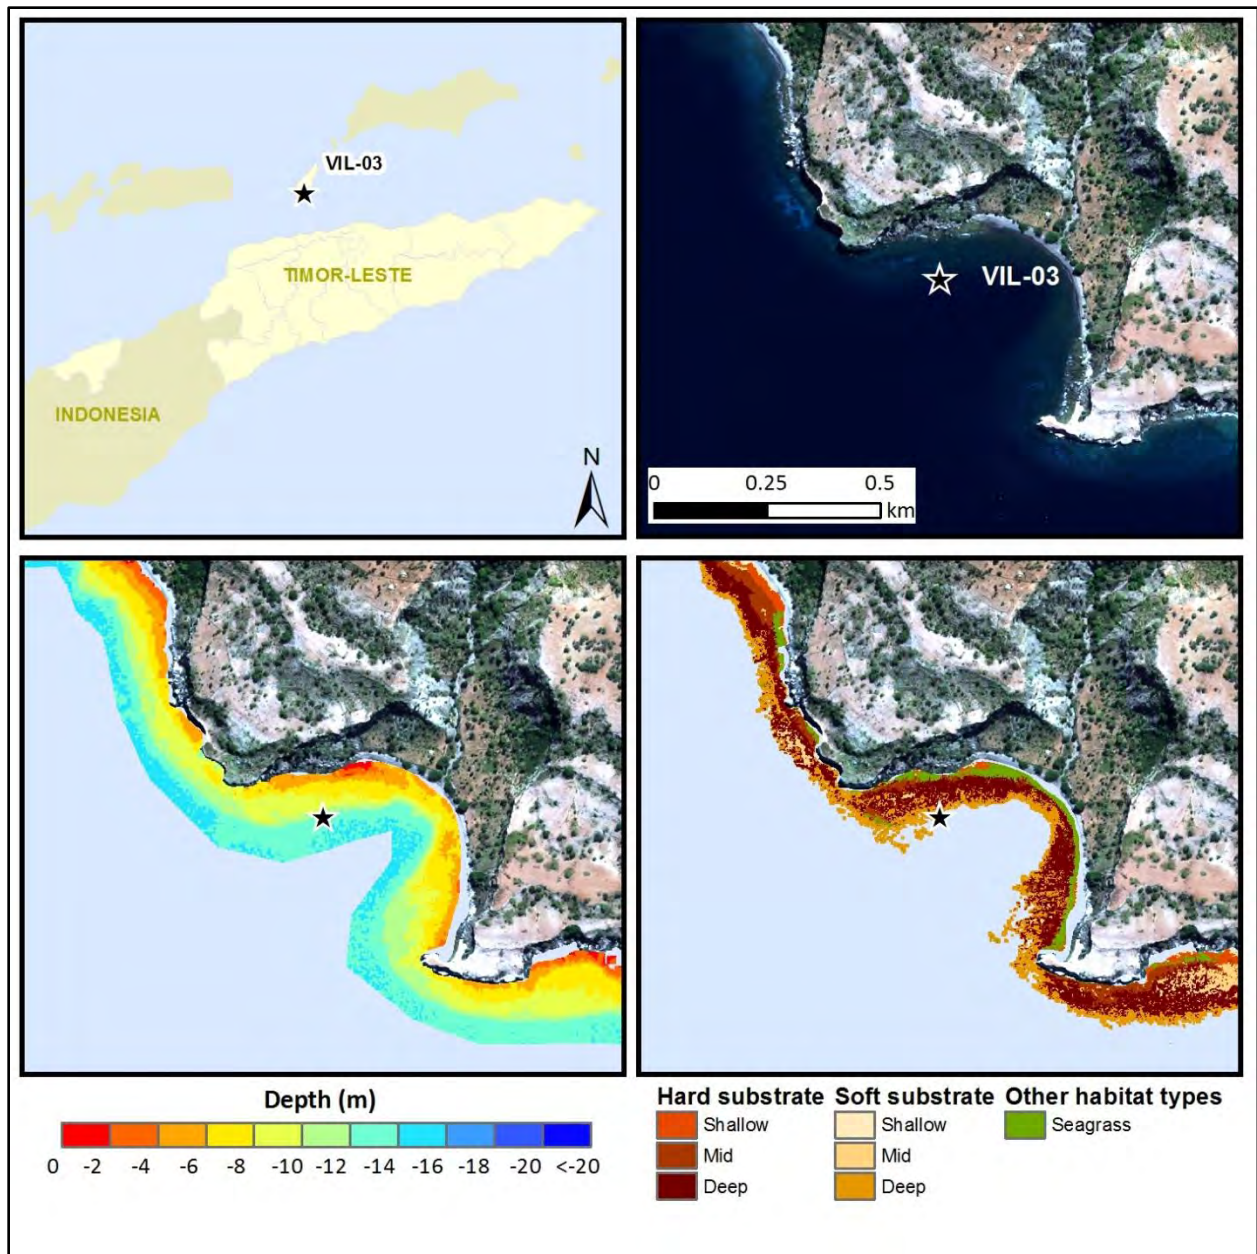 VIL-03
TIMOR-LESTE
INDONESIA
N
VIL-03
0 0.25 0.5
km
Depth (m)
0 -2 -4 -6 -8 -10 -12 -14 -16 -18 -20 <-20
Hard substrate Soft substrate Other habitat types
Shallow Shallow Seagrass
Mid Mid
Deep Deep